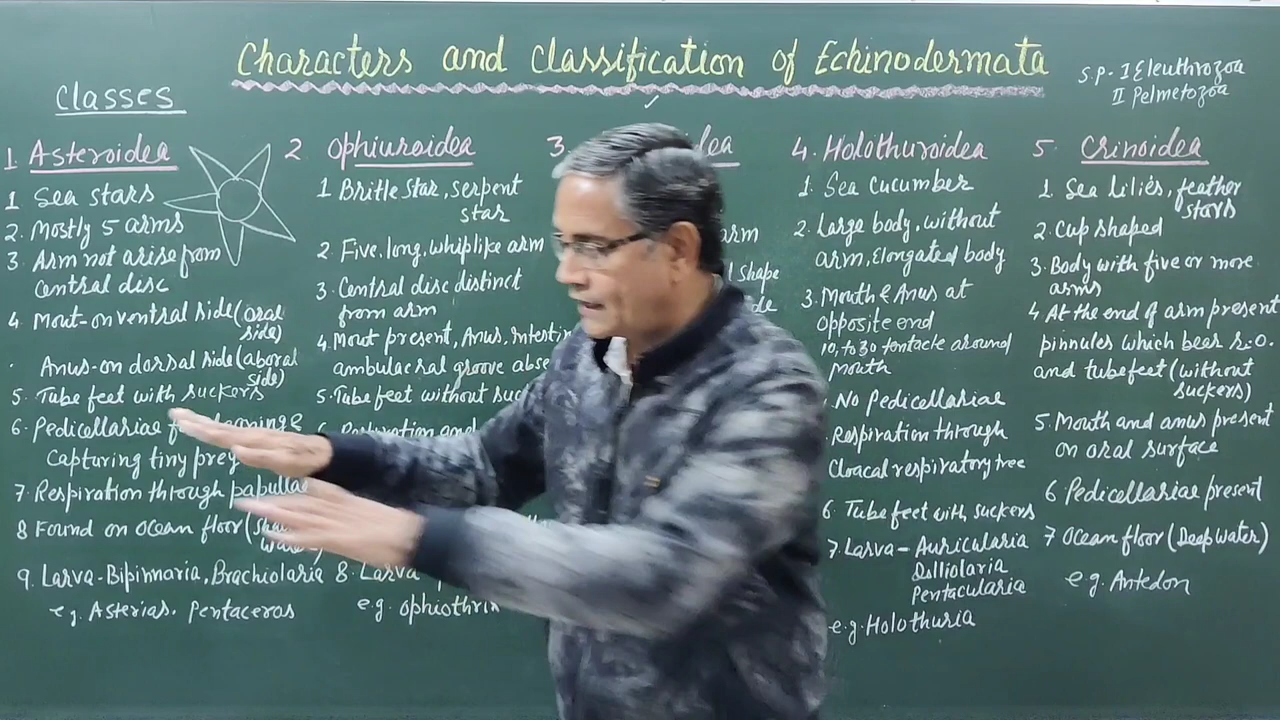 Characters and classification of Echinodermata
S.P- I Eleuthrozoa
II Pelmetozoa
Classes
1. Asteroidea
1 Sea stars
2. Mostly 5 arms
3. Arm not arise from
central disc
4 Mout-on ventral side (oral
side)
Anus-on dorsal side (aboral
side)
5. Tube feet with suckers
6. Pedicellariae
Capturing tiny prey
7. Respiration through papullae
8 Found on ocean floor
9. Larva-Bipinnaria, Brachiolaria
e.g. Asterias. Pentaceros
2 Ophiuroidea
1 Britle star, serpent
star
2. Five, long, whiplike arm
3. Central disc distinct
from arm
4. Mout present, Anus,
ambulacral groove
5. Tube feet without
6.
8. Larva
e.g.
3.
arm
shape
4. Holothuroidea
1. Sea cucumber
2. Large body, without
arm, Elongated body
3. Mouth & Anus at
opposite end
10, to 30 tentacle around
mouth
No Pedicellariae
Respiration through
Cloacal respiratory tree
6. Tube feet with suckers
7. Larva- Auricularia
Dolliolaria
Pentacularia
e.g. Holothuria
5. Crinoidea
1. Sea lilies, feather
stars
2. Cup shaped
3. Body with five or more
arms
4 At the end of arm present
pinnules which bear r.o.
and tube feet (without
suckers)
5. Mouth and anus present
on oral surface
6 Pedicellariae present
7 Ocean floor (Deep water)
e.g. Antedon